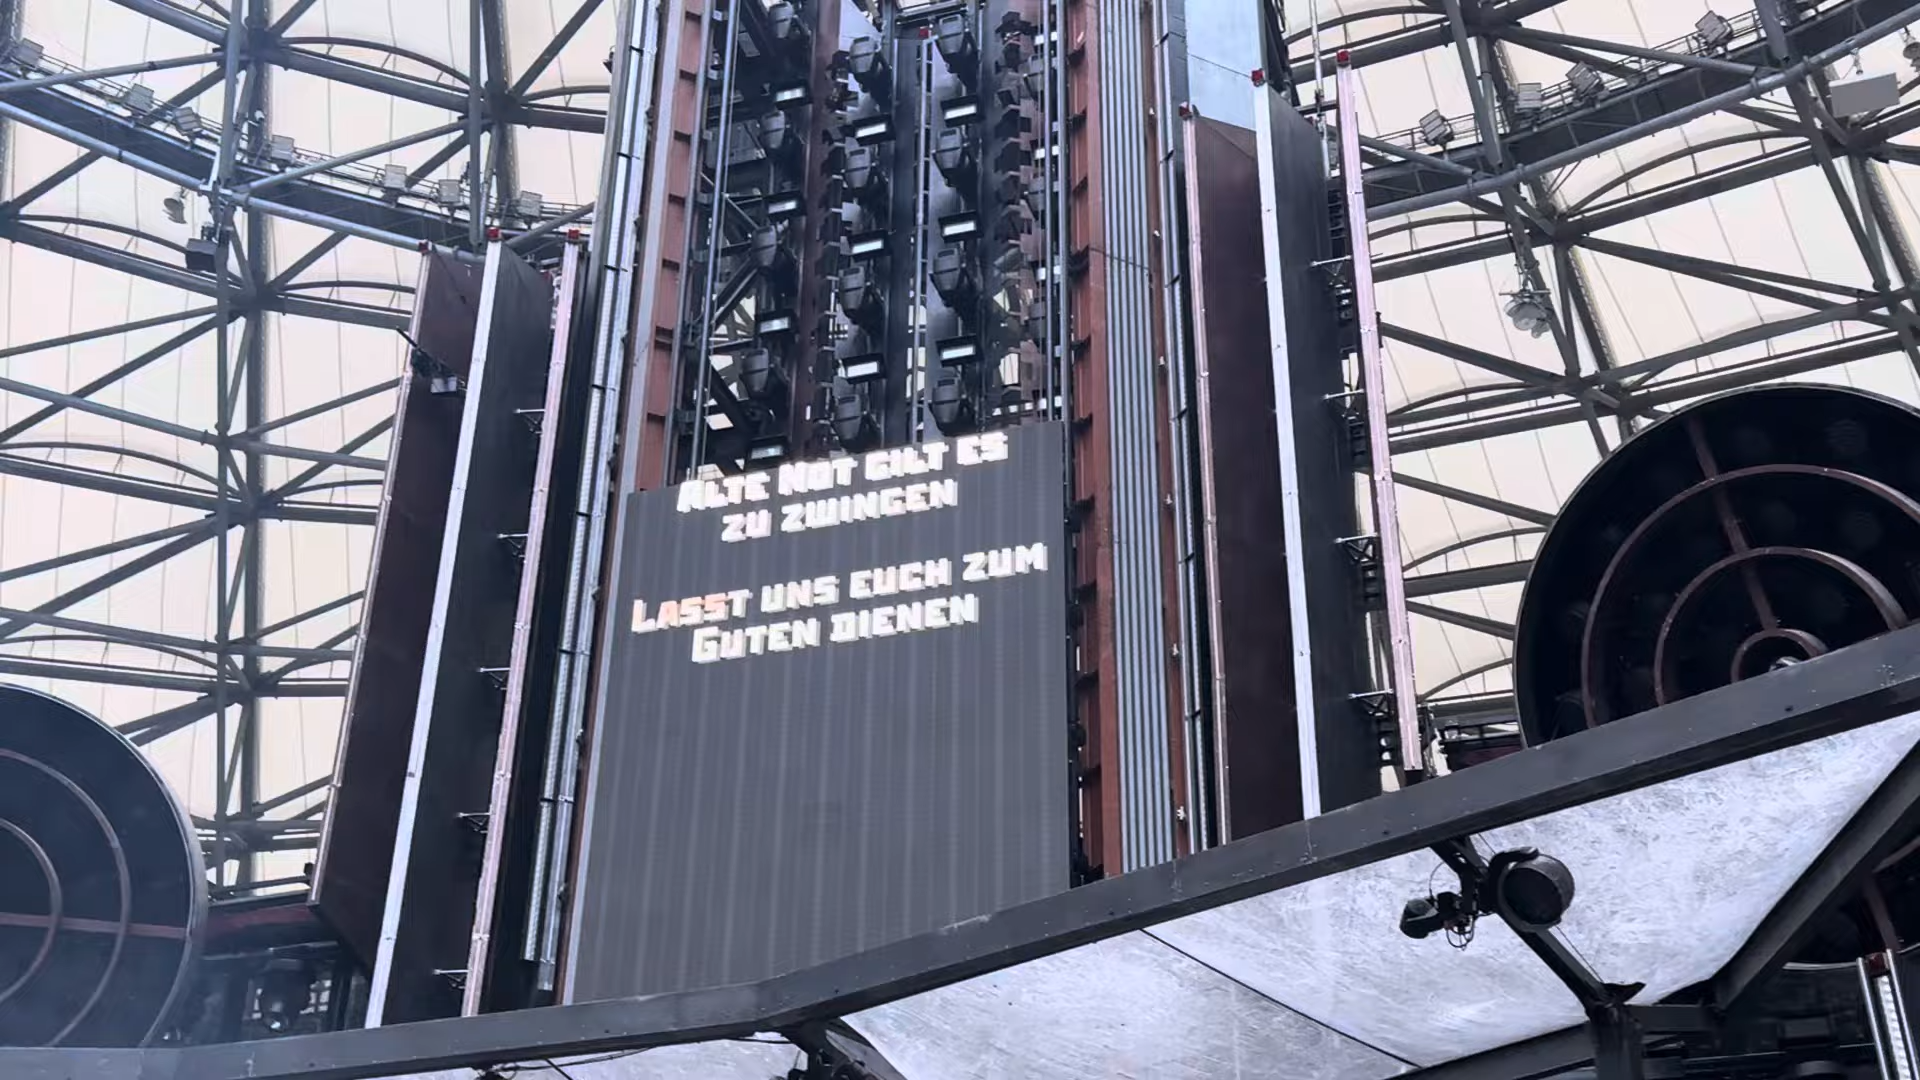 Alte Not gilt es
zu zwingen
Lasst uns euch zum
Guten dienen